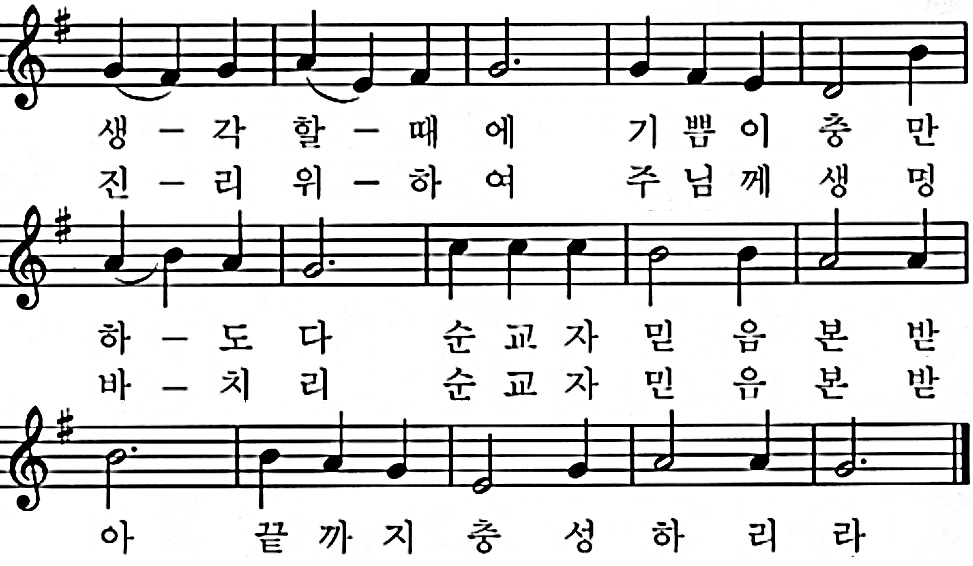 생 - 각 할 - 때 에 기 쁨 이 충 만
진 - 리 위 - 하 여 주 님 께 생 명
하 - 도 다 순 교 자 믿 음 본 받
바 - 치 리 순 교 자 믿 음 본 받
아 끝 까 지 충 성 하 리 라